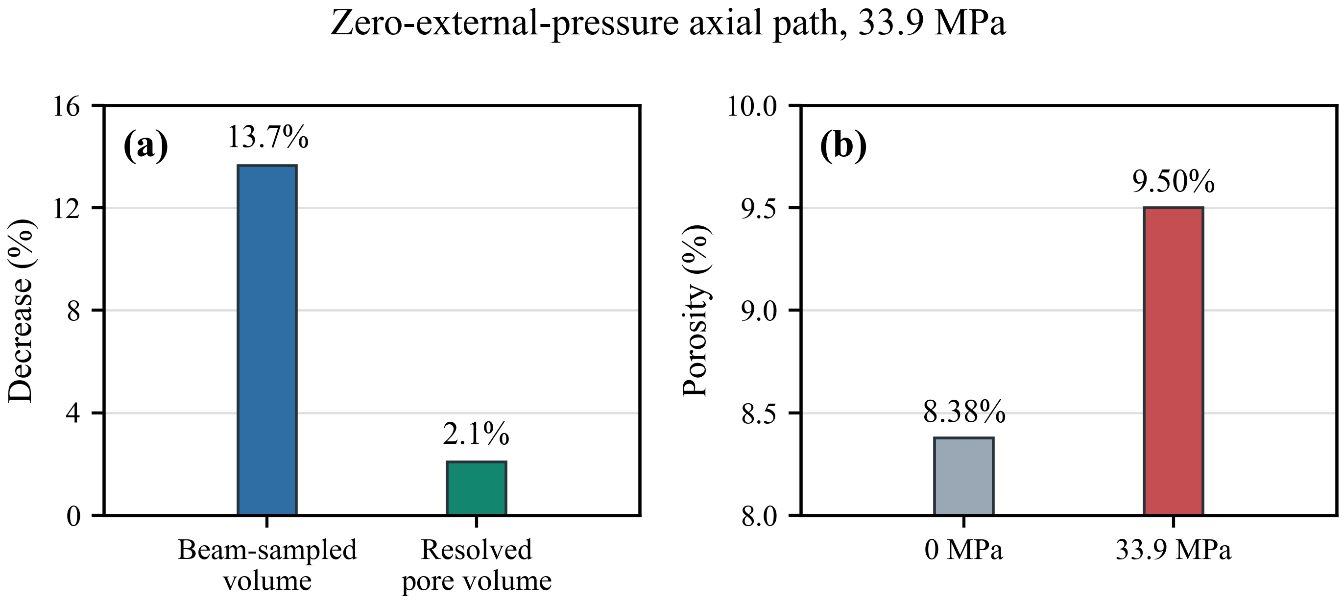 Zero-external-pressure axial path, 33.9 MPa
(a)
Decrease (%)
16
12
8
4
0
13.7%
2.1%
Beam-sampled
volume
Resolved
pore volume
(b)
Porosity (%)
10.0
9.5
9.0
8.5
8.0
8.38%
9.50%
0 MPa
33.9 MPa